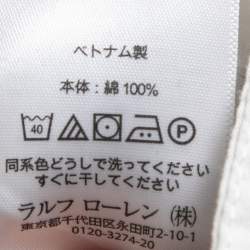 ベトナム製
本体：綿100%
40 P
同系色どうしで洗ってください
すぐに干してください
ラルフ ローレン（株）
東京都千代田区永田町2-10-1
0120-3274-20